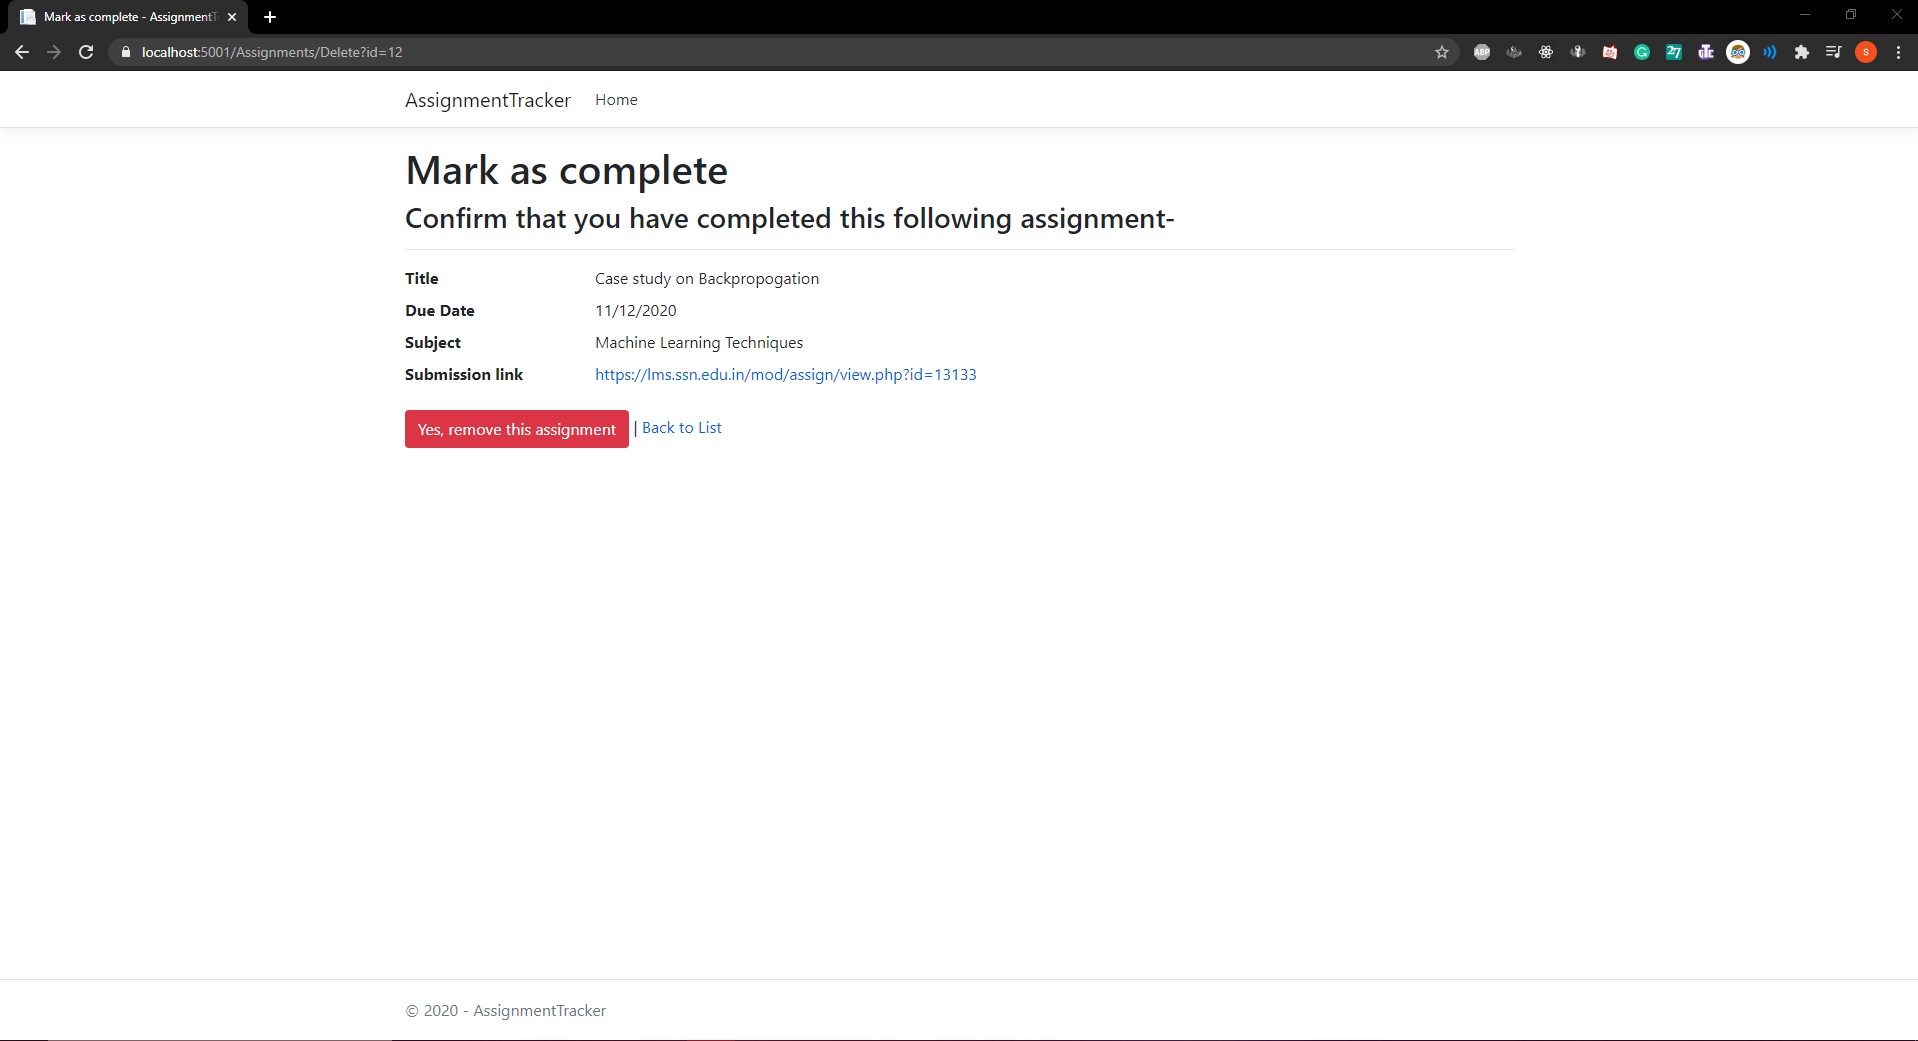 Mark as complete - AssignmentT
localhost:5001/Assignments/Delete?id=12
ABP
27
S
AssignmentTracker Home
Mark as complete
Confirm that you have completed this following assignment-
Title Case study on Backpropogation
Due Date 11/12/2020
Subject Machine Learning Techniques
Submission link https://lms.ssn.edu.in/mod/assign/view.php?id=13133
Yes, remove this assignment | Back to List
© 2020 - AssignmentTracker